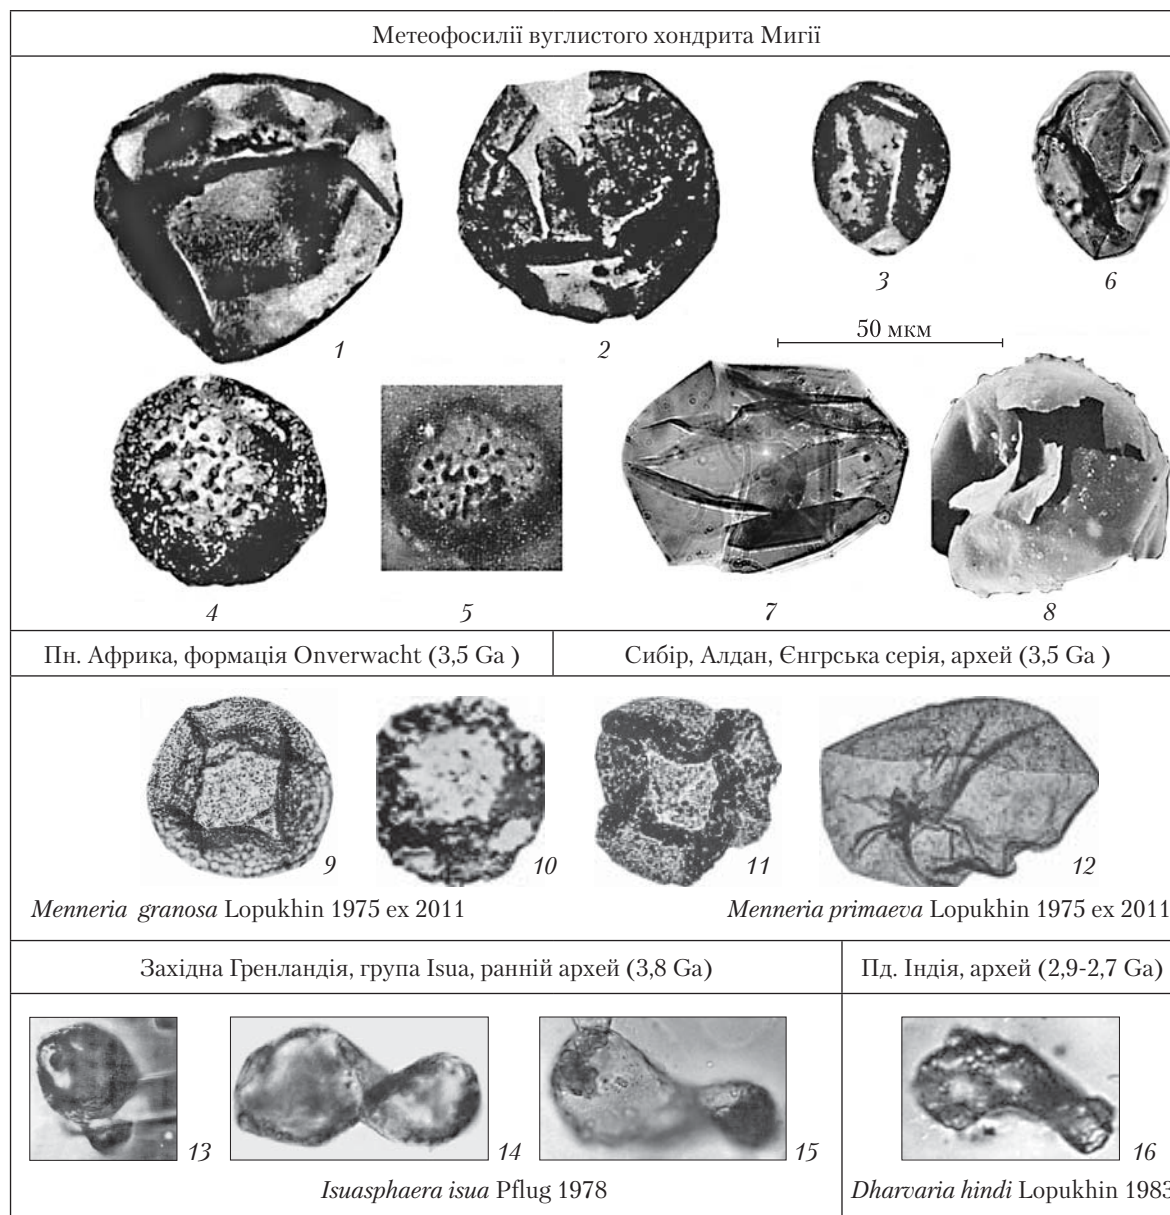 Метеофосилії вуглистого хондрита Мигії
1
2
3
6
50 мкм
4
5
7
8
Пн. Африка, формація Onverwacht (3,5 Ga )
Сибір, Алдан, Єнгрська серія, архей (3,5 Ga )
9
10
11
12
Menneria granosa Lopukhin 1975 ex 2011
Menneria primaeva Lopukhin 1975 ex 2011
Західна Гренландія, група Isua, ранній архей (3,8 Ga)
Пд. Індія, архей (2,9-2,7 Ga)
13
14
15
16
Isuasphaera isua Pflug 1978
Dharvaria hindi Lopukhin 1983